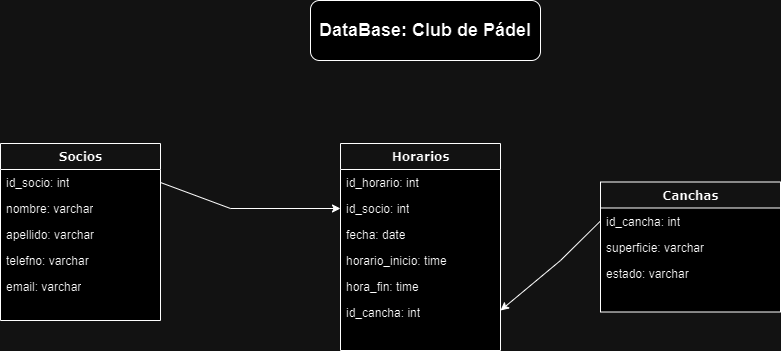 DataBase: Club de Pádel
Socios
id_socio: int
nombre: varchar
apellido: varchar
telefno: varchar
email: varchar
Horarios
id_horario: int
id_socio: int
fecha: date
horario_inicio: time
hora_fin: time
id_cancha: int
Canchas
id_cancha: int
superficie: varchar
estado: varchar